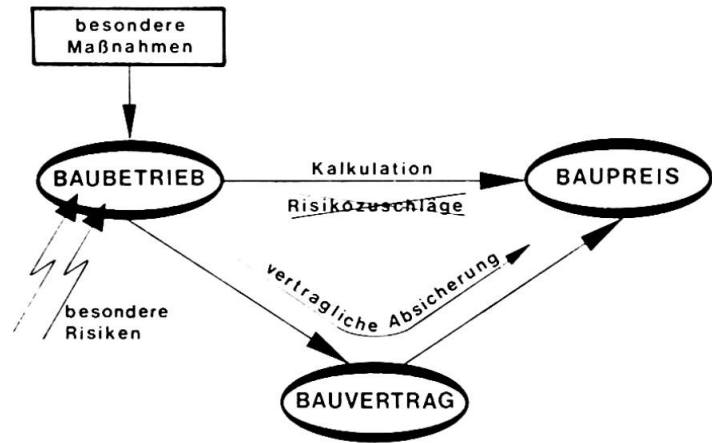 besondere
Maßnahmen
BAUBETRIEB
Kalkulation
Risikozuschläge
BAUPREIS
vertragliche Absicherung
besondere
Risiken
BAUVERTRAG